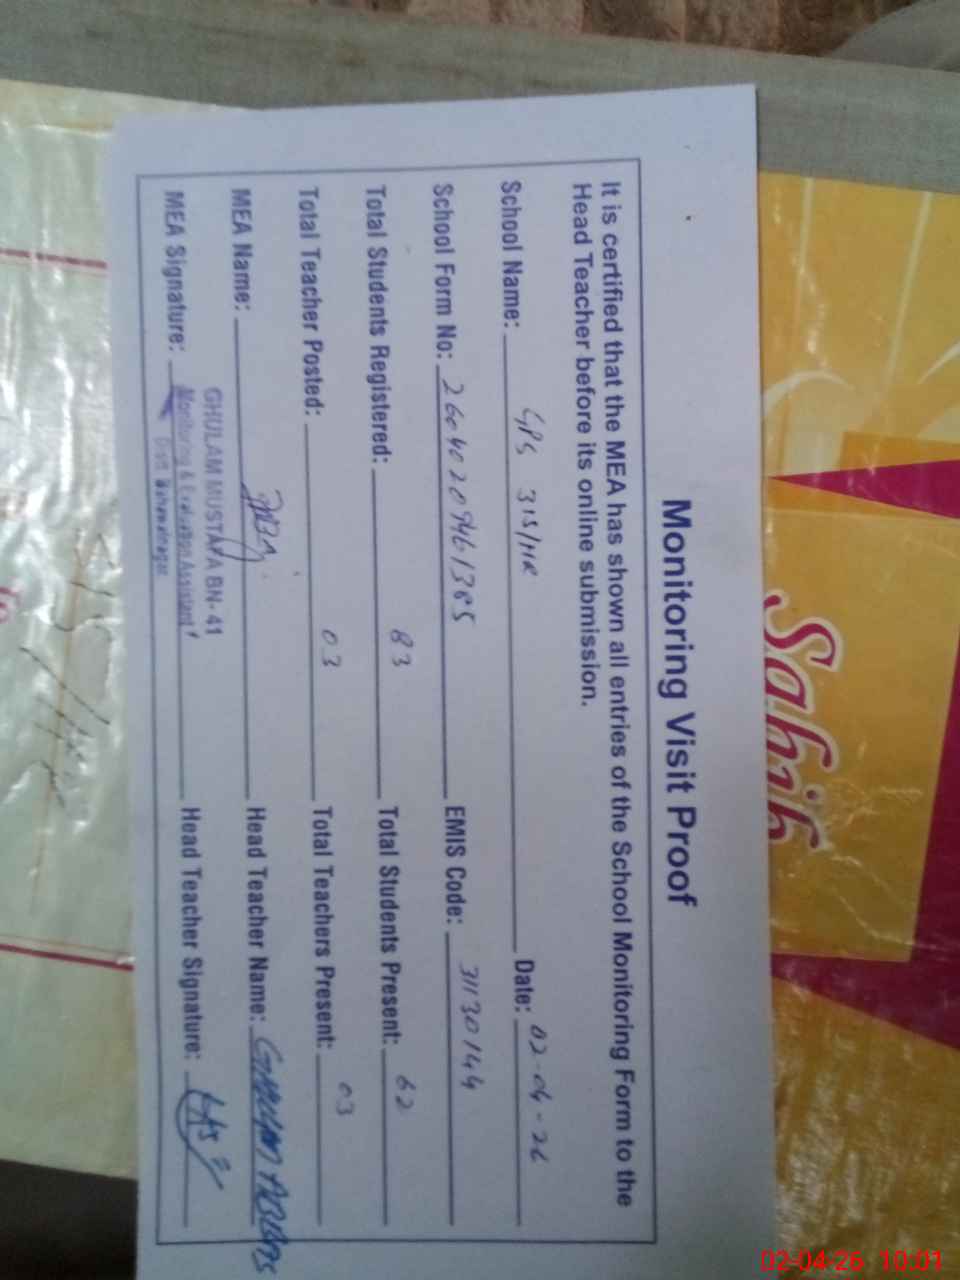 Sahih
Monitoring Visit Proof
It is certified that the MEA has shown all entries of the School Monitoring Form to the
Head Teacher before its online submission.
School Name: GPS 315/HR Date: 02-04-26
School Form No: EMIS Code: 31130144
Total Students Registered: 83 Total Students Present: 62
Total Teacher Posted: 03 Total Teachers Present: 03
MEA Name: Head Teacher Name: GHULAM
GHULAM MUSTAFA BN-41
MEA Signature: Monitoring & Evaluation Assistant Head Teacher Signature:
Distt. Bahawalnagar
02-04-26 10:01